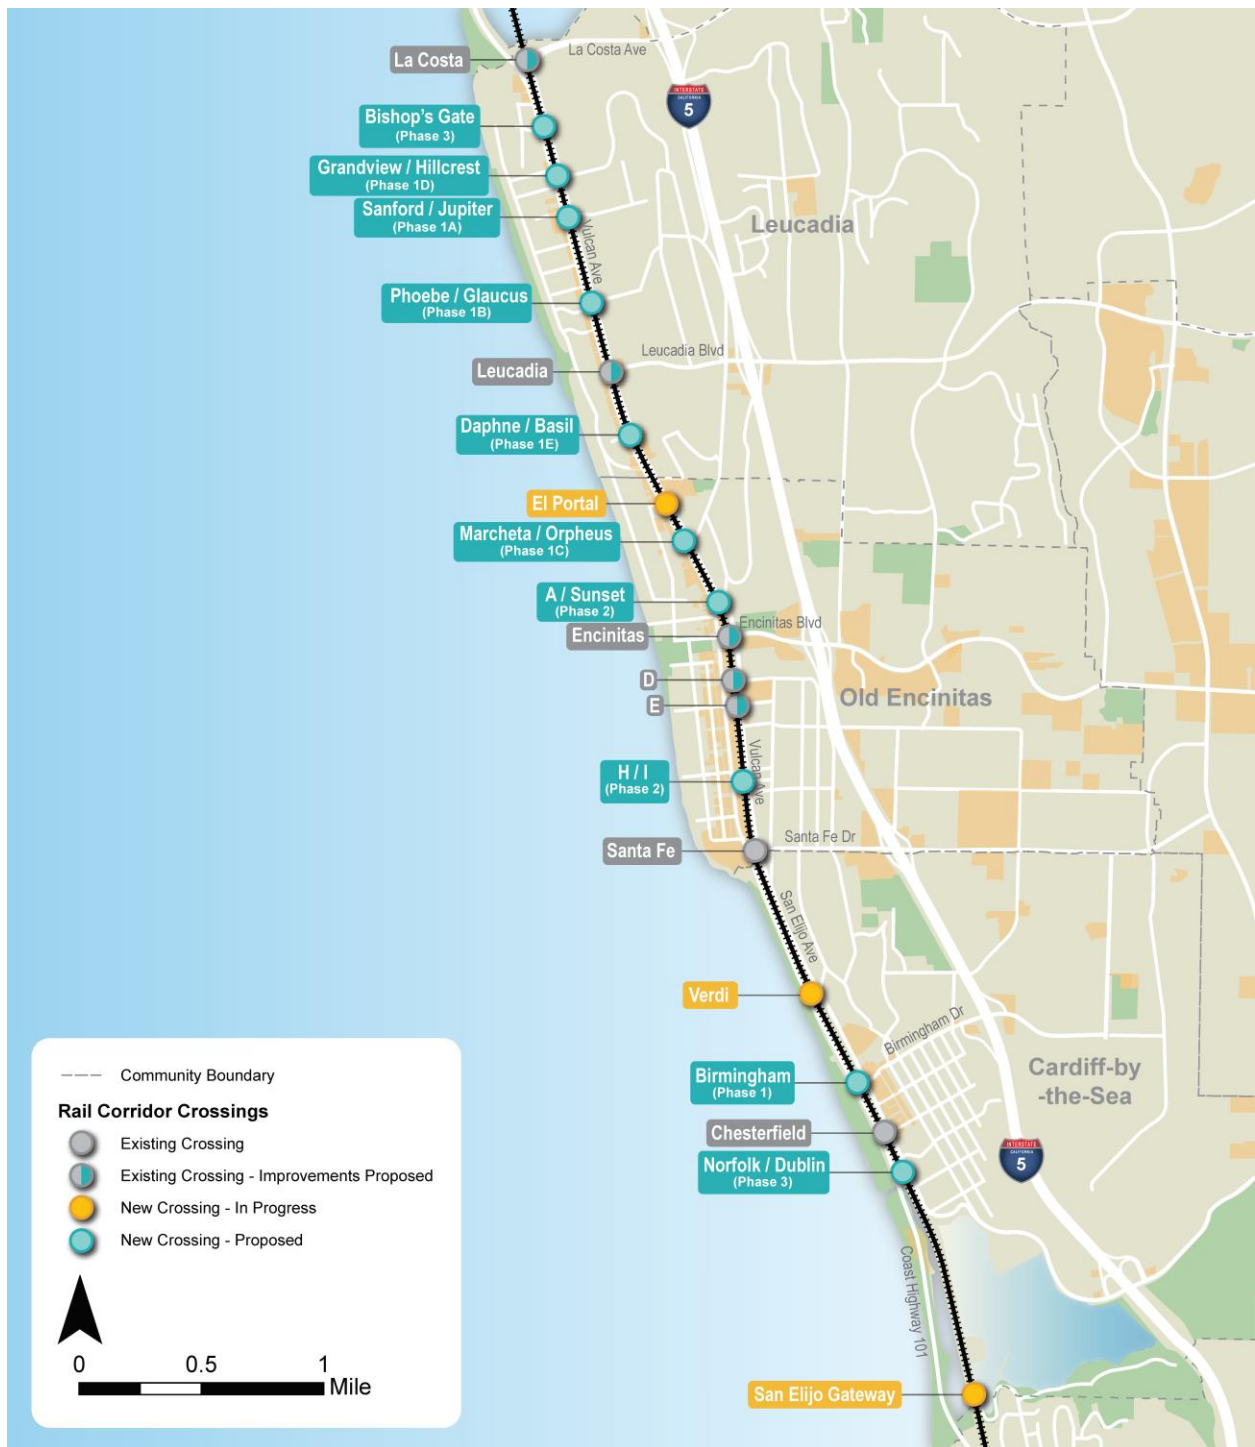 La Costa
La Costa Ave
INTERSTATE
CALIFORNIA
5
Bishop's Gate
(Phase 3)
Grandview / Hillcrest
(Phase 1D)
Sanford / Jupiter
(Phase 1A)
Leucadia
Vulcan Ave
Phoebe / Glaucus
(Phase 1B)
Leucadia
Leucadia Blvd
Daphne / Basil
(Phase 1E)
El Portal
Marcheta / Orpheus
(Phase 1C)
A / Sunset
(Phase 2)
Encinitas
Encinitas Blvd
D
E
Old Encinitas
Vulcan Ave
H / I
(Phase 2)
Santa Fe
Santa Fe Dr
San Elijo Ave
Verdi
Birmingham Dr
Birmingham
(Phase 1)
Cardiff-by
-the-Sea
Chesterfield
Norfolk / Dublin
(Phase 3)
INTERSTATE
CALIFORNIA
5
Coast Highway 101
San Elijo Gateway
Community Boundary
Rail Corridor Crossings
Existing Crossing
Existing Crossing - Improvements Proposed
New Crossing - In Progress
New Crossing - Proposed
0 0.5 1
Mile